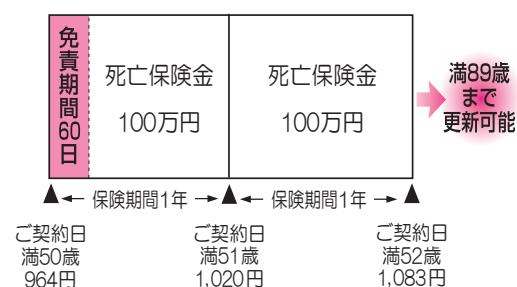 免責期間60日
死亡保険金
100万円
死亡保険金
100万円
満89歳
まで
更新可能
保険期間1年
保険期間1年
ご契約日
満50歳
964円
ご契約日
満51歳
1,020円
ご契約日
満52歳
1,083円